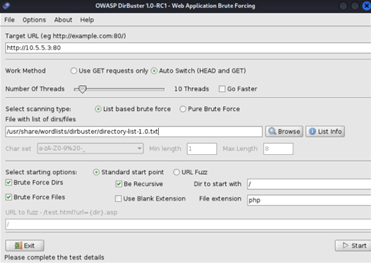 OWASP DirBuster 1.0-RC1 - Web Application Brute Forcing
File Options About Help
Target URL (eg http://example.com:80/)
http://10.5.5.3:80
Work Method Use GET requests only Auto Switch (HEAD and GET)
Number Of Threads 10 Threads Go Faster
Select scanning type: List based brute force Pure Brute Force
File with list of dirs/files
/usr/share/wordlists/dirbuster/directory-list-1.0.txt Browse List Info
Char set a-zA-Z0-9%20-_ Min length 1 Max Length 8
Select starting options: Standard start point URL Fuzz
Brute Force Dirs Be Recursive Dir to start with /
Brute Force Files Use Blank Extension File extension php
URL to fuzz - /test.html?url={dir}.asp
/
Exit Start
Please complete the test details